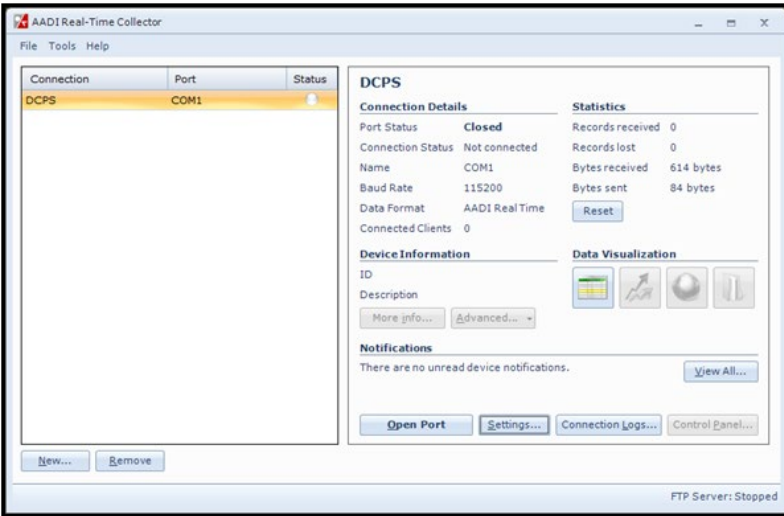 AADI Real-Time Collector
File Tools Help
Connection Port Status
DCPS COM1
DCPS
Connection Details
Port Status Closed
Connection Status Not connected
Name COM1
Baud Rate 115200
Data Format AADI Real Time
Connected Clients 0
Statistics
Records received 0
Records lost 0
Bytes received 614 bytes
Bytes sent 84 bytes
Reset
Device Information
ID
Description
More info... Advanced...
Data Visualization
Notifications
There are no unread device notifications.
View All...
Open Port Settings... Connection Logs... Control Panel...
New... Remove
FTP Server: Stopped